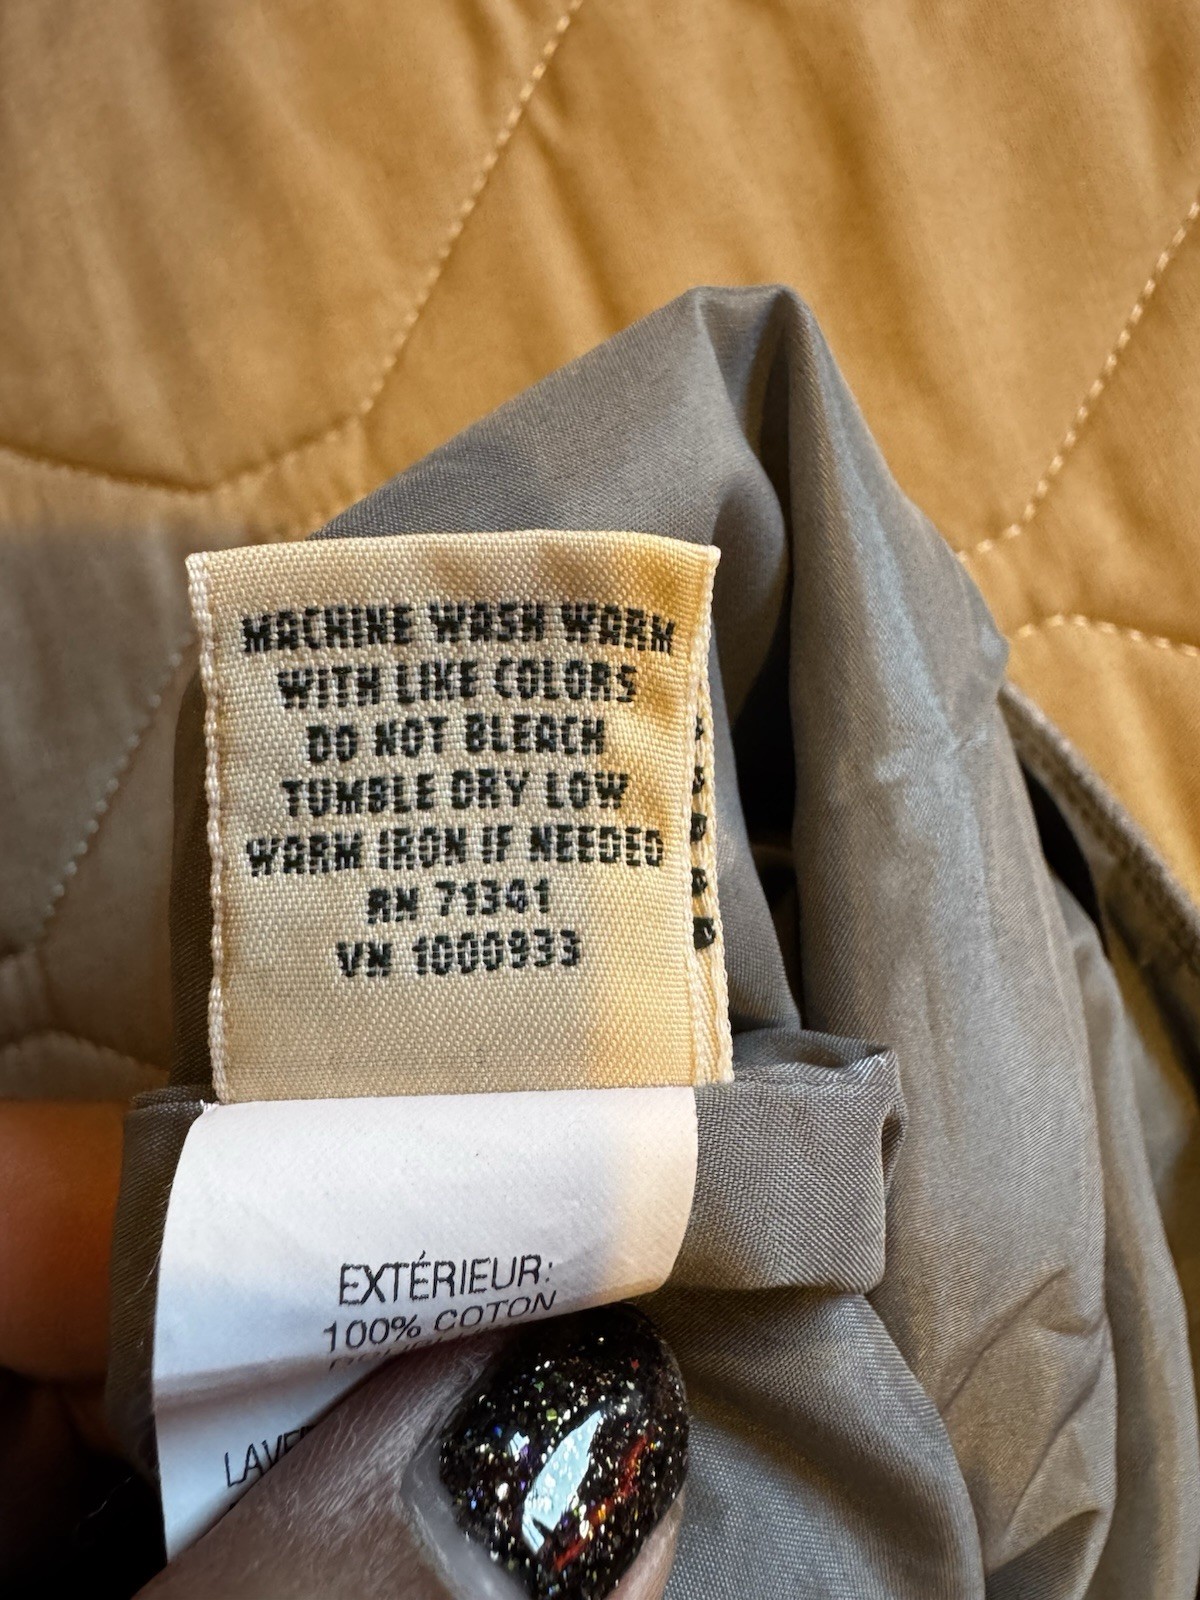 MACHINE WASH WARM
WITH LIKE COLORS
DO NOT BLEACH
TUMBLE DRY LOW
WARM IRON IF NEEDED
RN 71341
VN 1000933
EXTÉRIEUR:
100% COTON